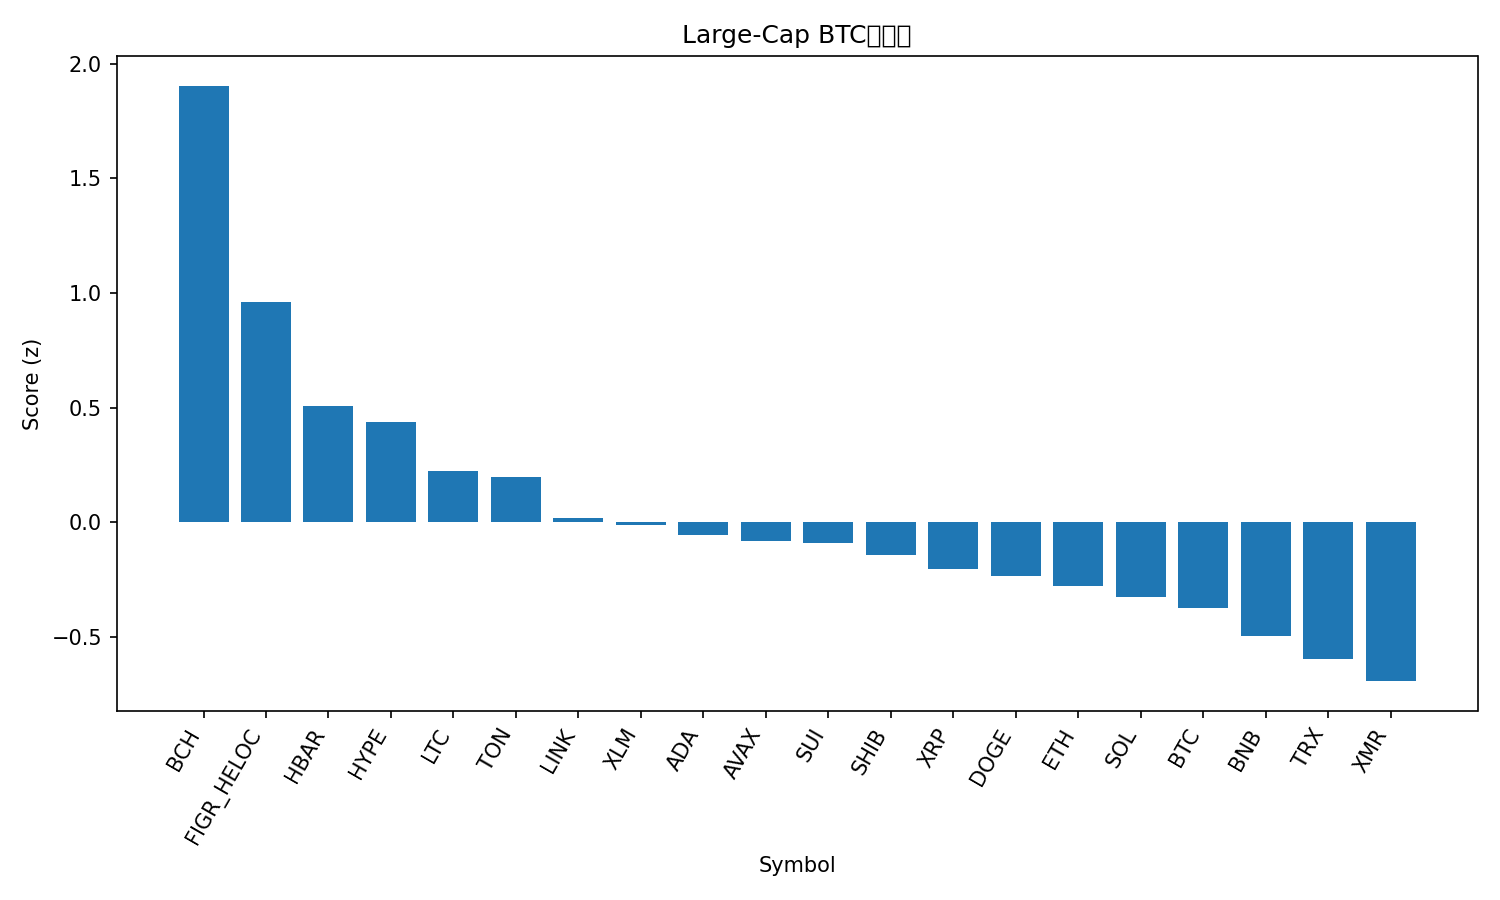 Large-Cap BTC
Score (z)
2.0
1.5
1.0
0.5
0.0
−0.5
BCH
FIGR_HELOC
HBAR
HYPE
LTC
TON
LINK
XLM
ADA
AVAX
SUI
SHIB
XRP
DOGE
ETH
SOL
BTC
BNB
TRX
XMR
Symbol